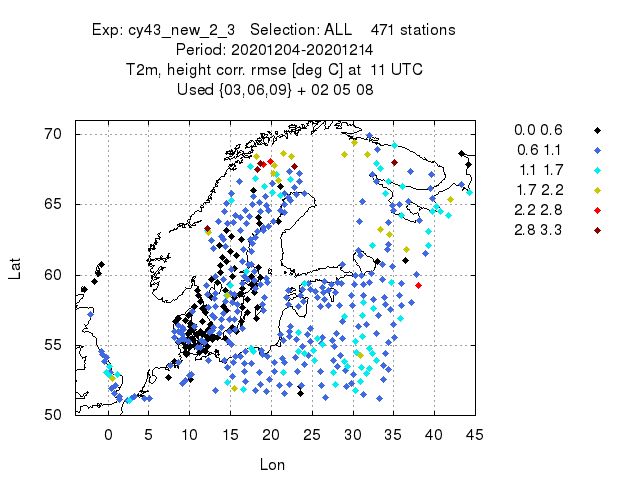 Exp: cy43_new_2_3 Selection: ALL 471 stations
Period: 20201204-20201214
T2m, height corr. rmse [deg C] at 11 UTC
Used {03,06,09} + 02 05 08
70
65
60
55
50
Lat
0 5 10 15 20 25 30 35 40 45
Lon
0.0 0.6
0.6 1.1
1.1 1.7
1.7 2.2
2.2 2.8
2.8 3.3